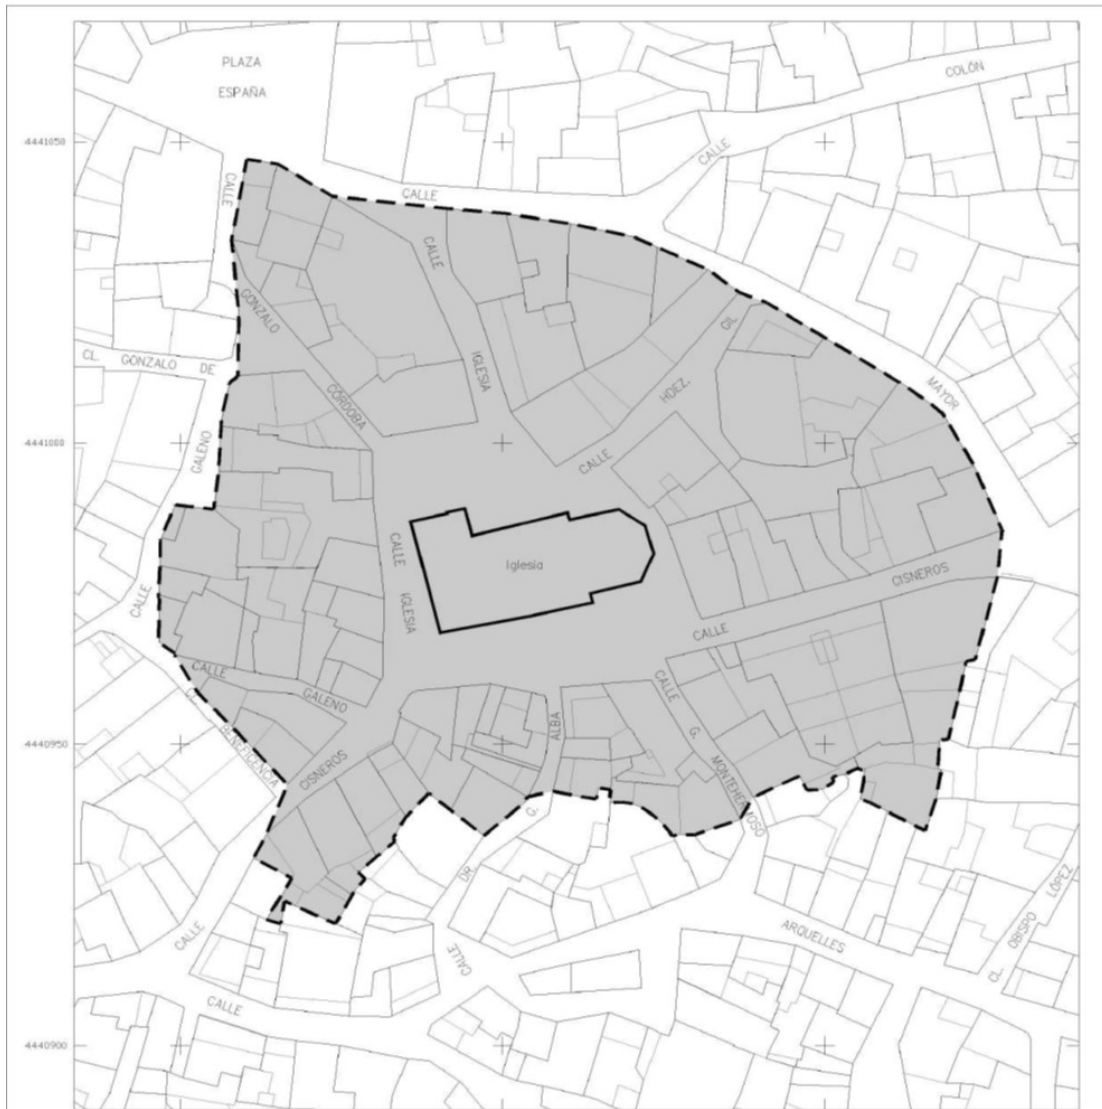 PLAZA
ESPAÑA
COLÓN
4441050
CALLE
CALLE
CALLE
CALLE
GONZALO
GIL
CL. GONZALO DE
IGLESIA
HDEZ.
MAYOR
CÓRDOBA
4441000
GALENO
CALLE
CALLE
Iglesia
CISNEROS
CALLE
IGLESIA
CALLE
CALLE
CALLE
GALENO
CL.
BENEFICENCIA
ALBA
G.
4440950
CISNEROS
MONTEHERMOSO
G.
DR
LÓPEZ
OBISPO
CL.
ARQUELLES
CALLE
CALLE
CALLE
4440900